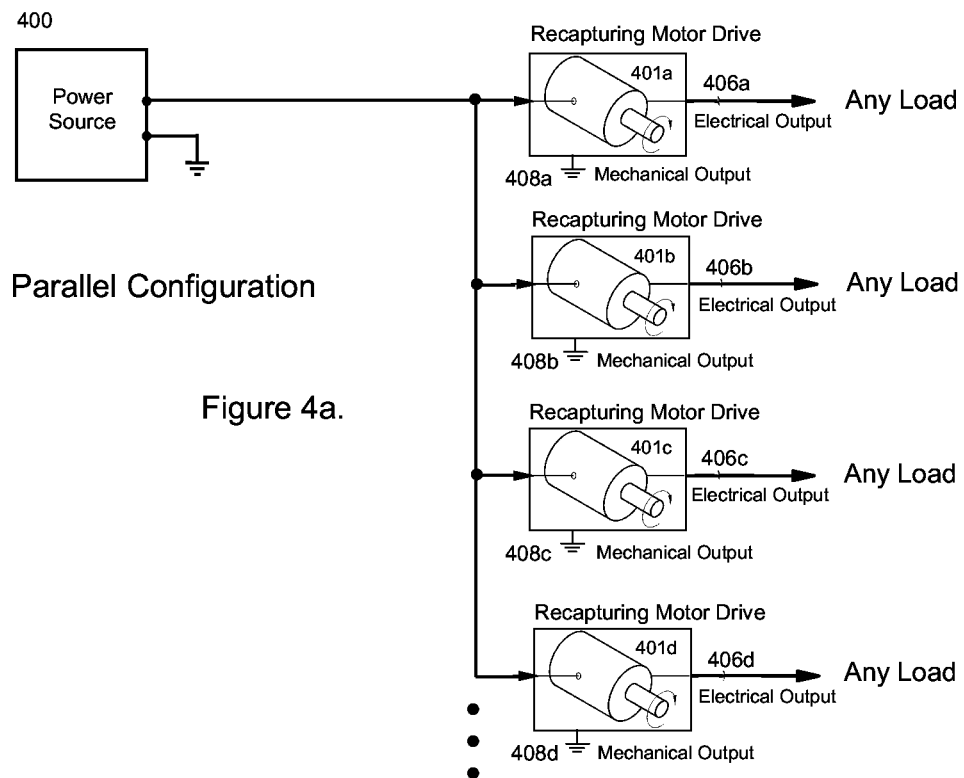 400
Power
Source
Recapturing Motor Drive
401a
406a
Any Load
Electrical Output
408a
Mechanical Output
Recapturing Motor Drive
401b
406b
Any Load
Electrical Output
408b
Mechanical Output
Parallel Configuration
Figure 4a.
Recapturing Motor Drive
401c
406c
Any Load
Electrical Output
408c
Mechanical Output
Recapturing Motor Drive
401d
406d
Any Load
Electrical Output
408d
Mechanical Output